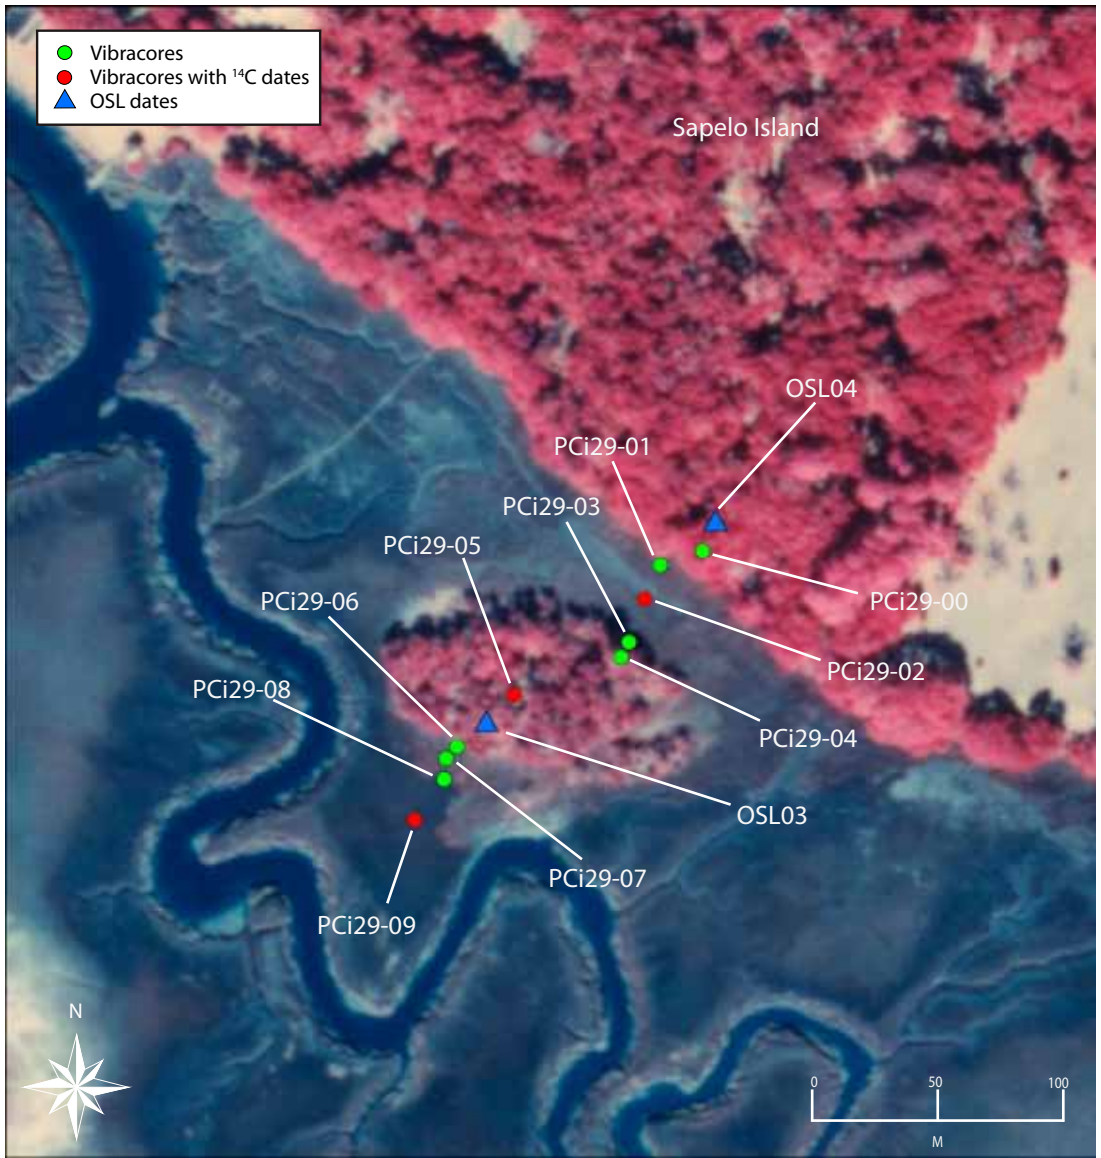 Vibracores
Vibracores with ¹⁴C dates
OSL dates
Sapelo Island
OSL04
PCi29-01
PCi29-03
PCi29-05
PCi29-06
PCi29-00
PCi29-02
PCi29-08
PCi29-04
OSL03
PCi29-07
PCi29-09
N
0 50 100
M